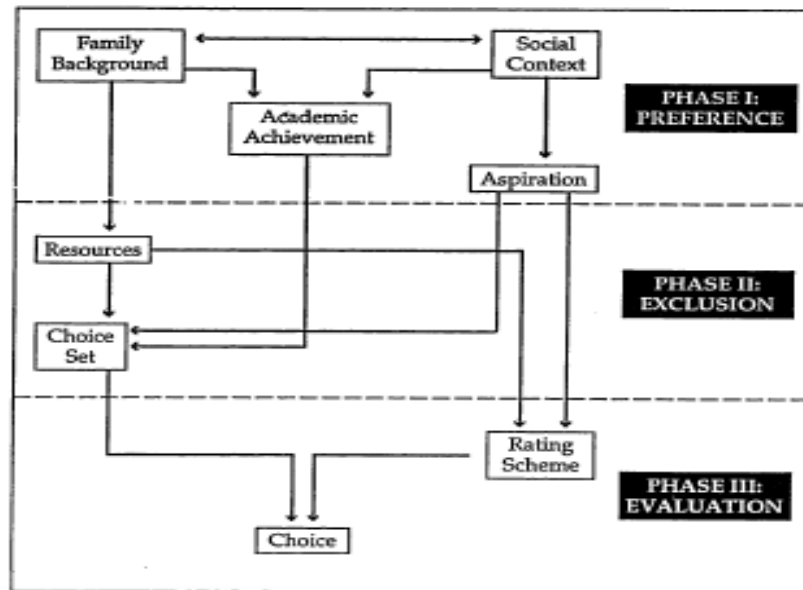 Family
Background
Social
Context
PHASE I:
PREFERENCE
Academic
Achievement
Aspiration
Resources
PHASE II:
EXCLUSION
Choice
Set
Rating
Scheme
PHASE III:
EVALUATION
Choice